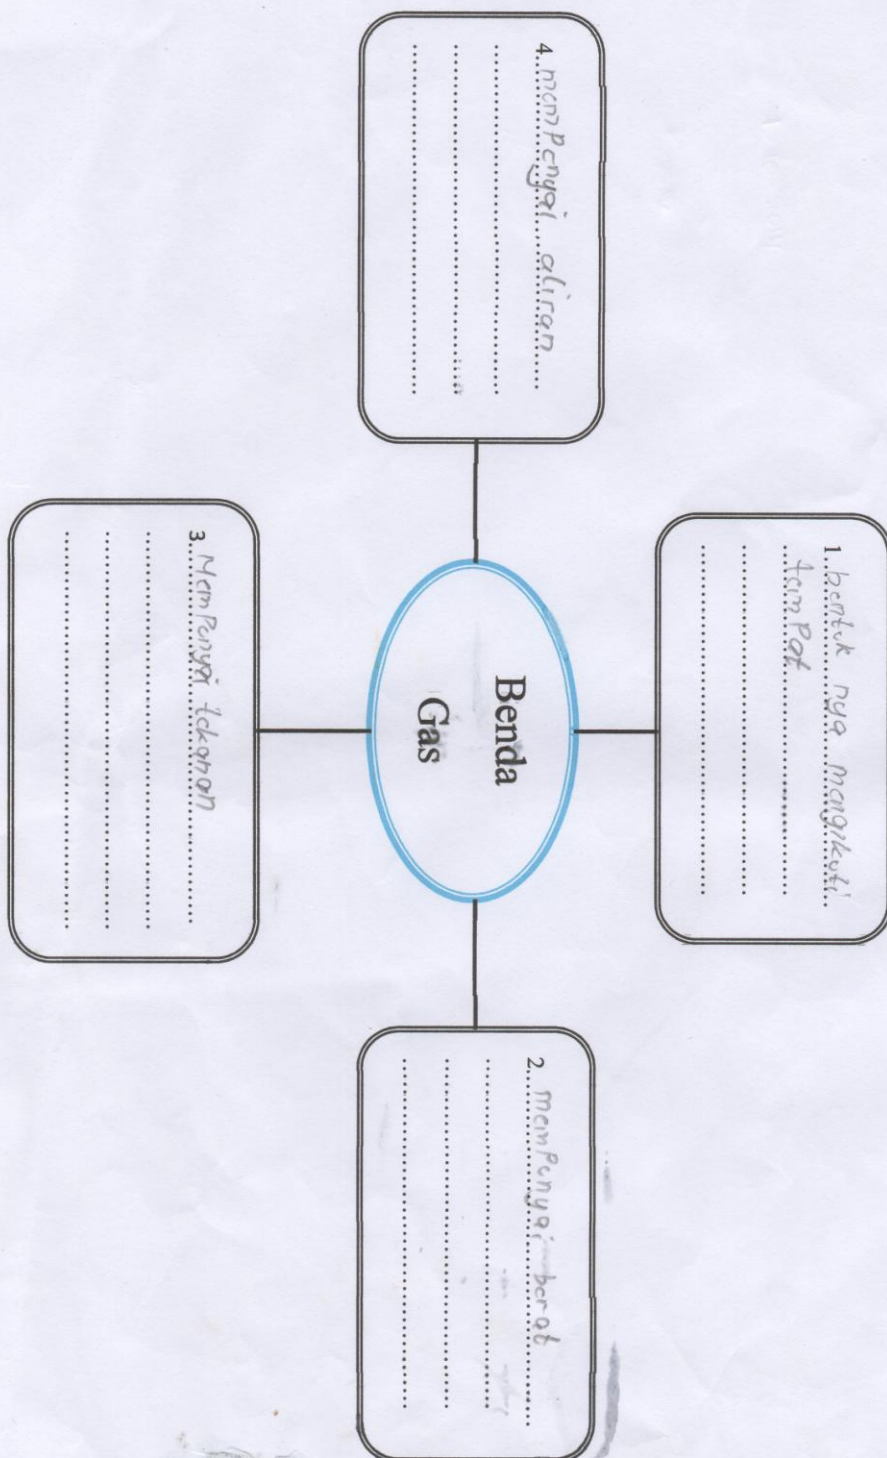 1. bentuk nya mengikuti
temPat
4. memPunyai aliran
Benda
Gas
2. memPunyai berat
3. MemPunyai tekanan